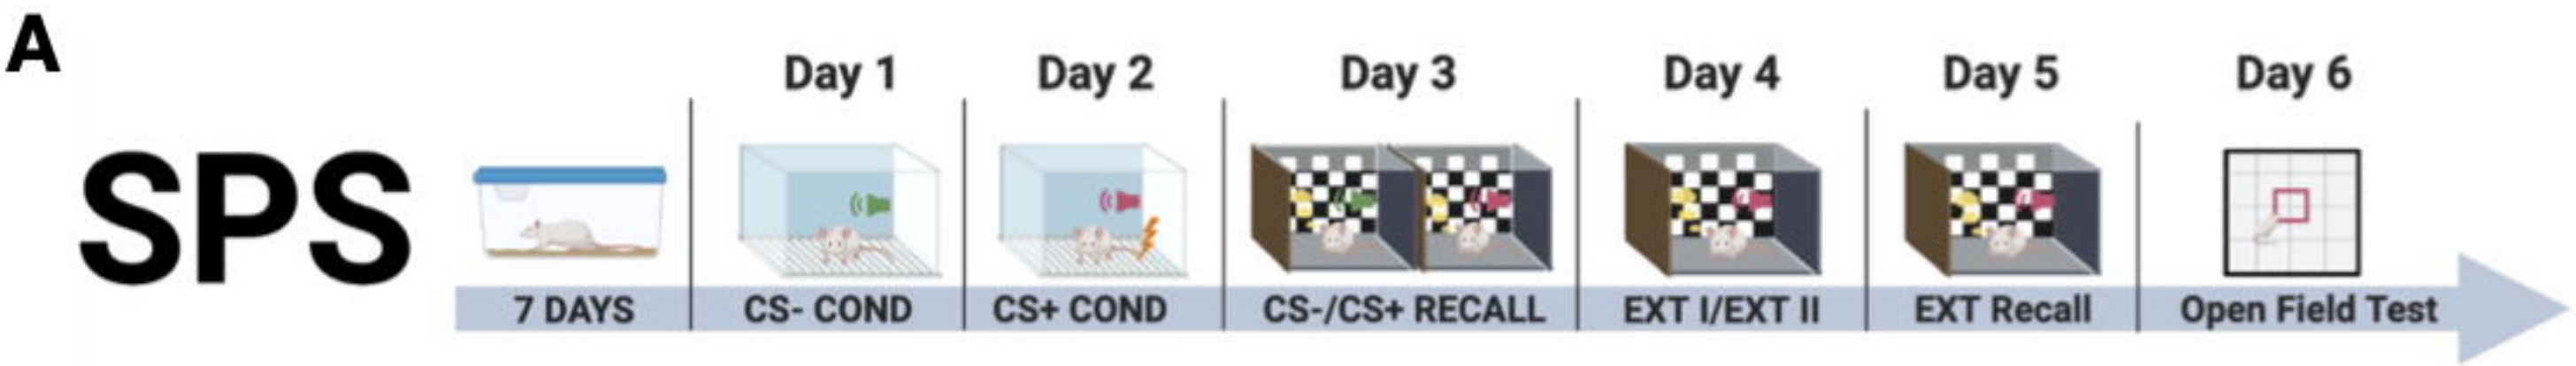 A
SPS
Day 1
Day 2
Day 3
Day 4
Day 5
Day 6
7 DAYS
CS- COND
CS+ COND
CS-/CS+ RECALL
EXT I/EXT II
EXT Recall
Open Field Test